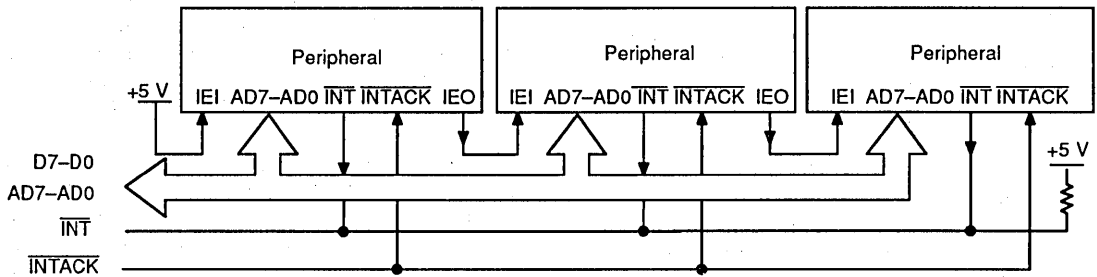 Peripheral Peripheral Peripheral
+5 V IEI AD7–AD0 INT INTACK IEO IEI AD7–AD0 INT INTACK IEO IEI AD7–AD0 INT INTACK
D7–D0
+5 V
AD7–AD0
INT
INTACK